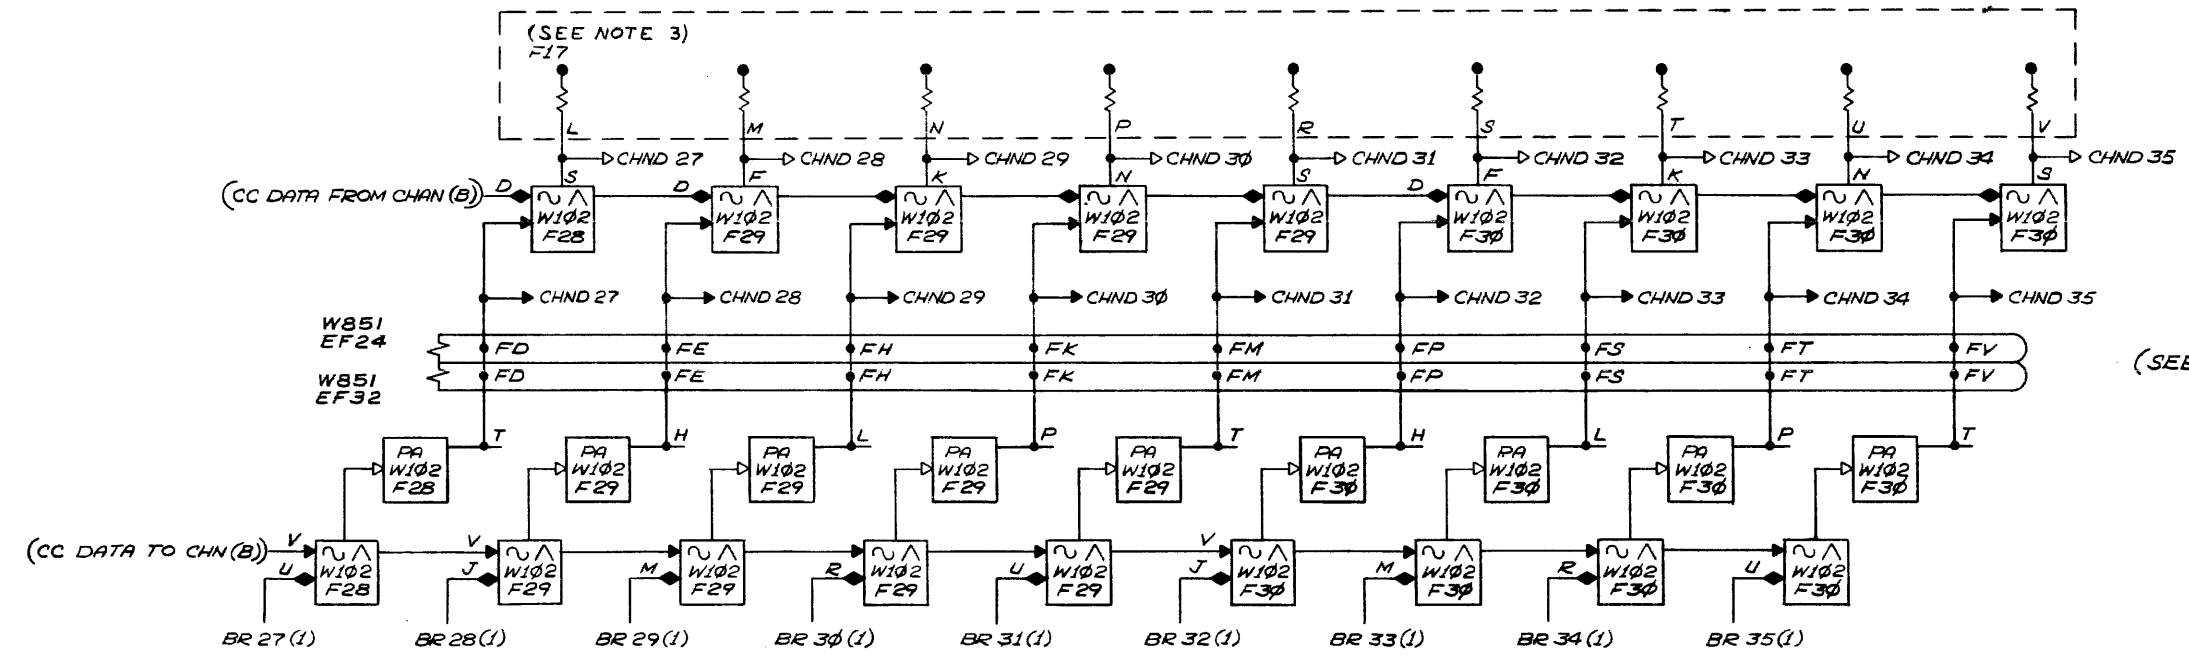 (SEE NOTE 3)
F17
L M N P R S T U V
CHND 27 CHND 28 CHND 29 CHND 3Ø CHND 31 CHND 32 CHND 33 CHND 34 CHND 35
(CC DATA FROM CHAN (B)) D S D F K N S D F K N S
W1Ø2 W1Ø2 W1Ø2 W1Ø2 W1Ø2 W1Ø2 W1Ø2 W1Ø2 W1Ø2
F28 F29 F29 F29 F29 F3Ø F3Ø F3Ø F3Ø
CHND 27 CHND 28 CHND 29 CHND 3Ø CHND 31 CHND 32 CHND 33 CHND 34 CHND 35
W851
EF24
FD FE FH FK FM FP FS FT FV
W851
EF32
FD FE FH FK FM FP FS FT FV
(SEE
T H L P T H L P T
PA PA PA PA PA PA PA PA PA
W1Ø2 W1Ø2 W1Ø2 W1Ø2 W1Ø2 W1Ø2 W1Ø2 W1Ø2 W1Ø2
F28 F29 F29 F29 F29 F3Ø F3Ø F3Ø F3Ø
(CC DATA TO CHN (B)) V V V
U J M R U J M R U
W1Ø2 W1Ø2 W1Ø2 W1Ø2 W1Ø2 W1Ø2 W1Ø2 W1Ø2 W1Ø2
F28 F29 F29 F29 F29 F3Ø F3Ø F3Ø F3Ø
BR 27(1) BR 28(1) BR 29(1) BR 3Ø(1) BR 31(1) BR 32(1) BR 33(1) BR 34(1) BR 35(1)